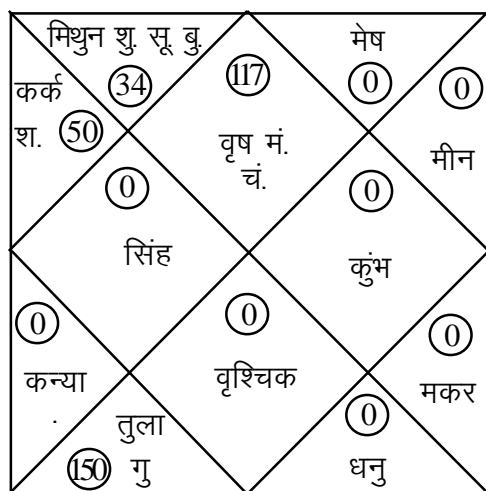 मिथुन शु. सू. बु.
34
117
मेष
0
0
कर्क
श. 50
वृष मं.
चं.
मीन
0
0
सिंह
कुंभ
0
0
0
कन्या
वृश्चिक
मकर
तुला
0
150 गु
धनु